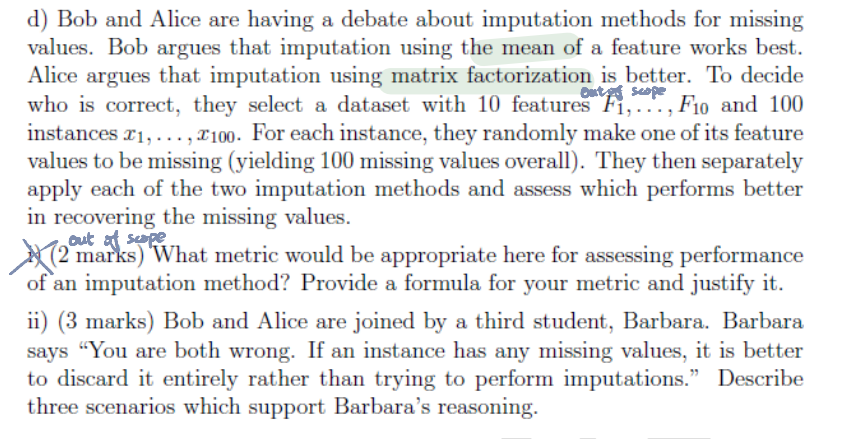 d) Bob and Alice are having a debate about imputation methods for missing
values. Bob argues that imputation using the mean of a feature works best.
Alice argues that imputation using matrix factorization is better. To decide
out of scope
who is correct, they select a dataset with 10 features F1, . . . , F10 and 100
instances x1, . . . , x100. For each instance, they randomly make one of its feature
values to be missing (yielding 100 missing values overall). They then separately
apply each of the two imputation methods and assess which performs better
in recovering the missing values.
out of scope
i) (2 marks) What metric would be appropriate here for assessing performance
of an imputation method? Provide a formula for your metric and justify it.
ii) (3 marks) Bob and Alice are joined by a third student, Barbara. Barbara
says “You are both wrong. If an instance has any missing values, it is better
to discard it entirely rather than trying to perform imputations.” Describe
three scenarios which support Barbara’s reasoning.